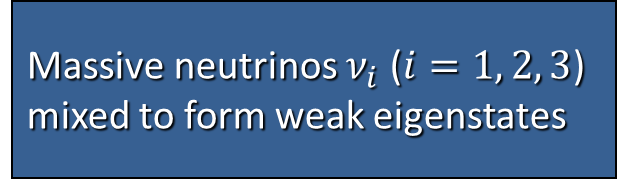 Massive neutrinos νᵢ (i = 1, 2, 3)
mixed to form weak eigenstates